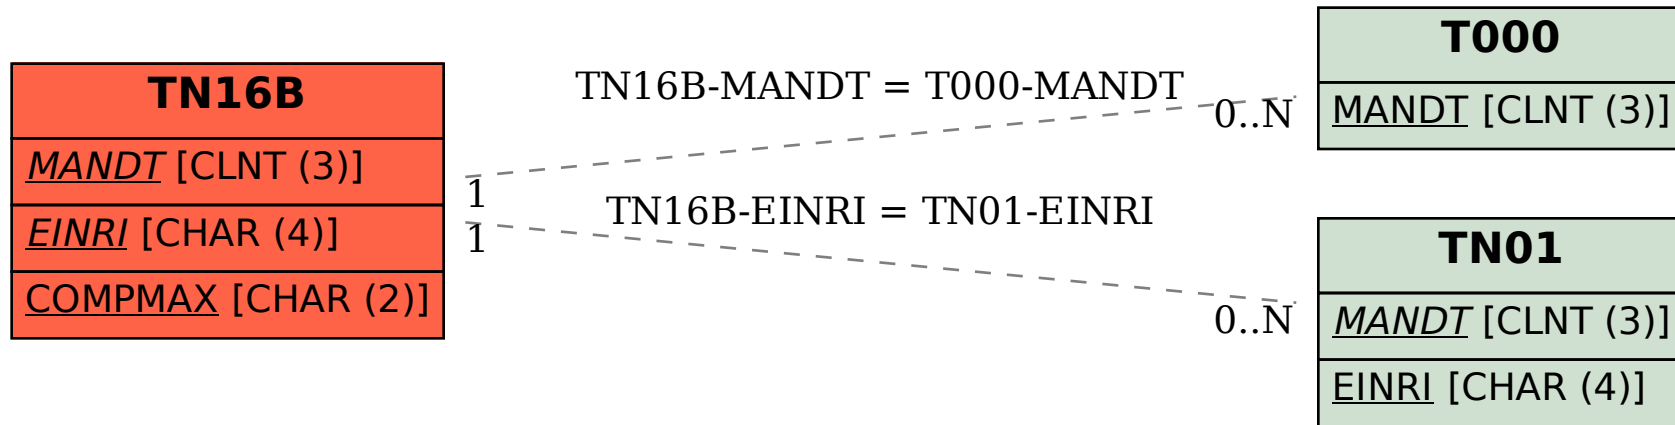 TN16B
MANDT [CLNT (3)]
EINRI [CHAR (4)]
COMPMAX [CHAR (2)]
TN16B-MANDT = T000-MANDT
0..N
1
TN16B-EINRI = TN01-EINRI
1
0..N
T000
MANDT [CLNT (3)]
TN01
MANDT [CLNT (3)]
EINRI [CHAR (4)]